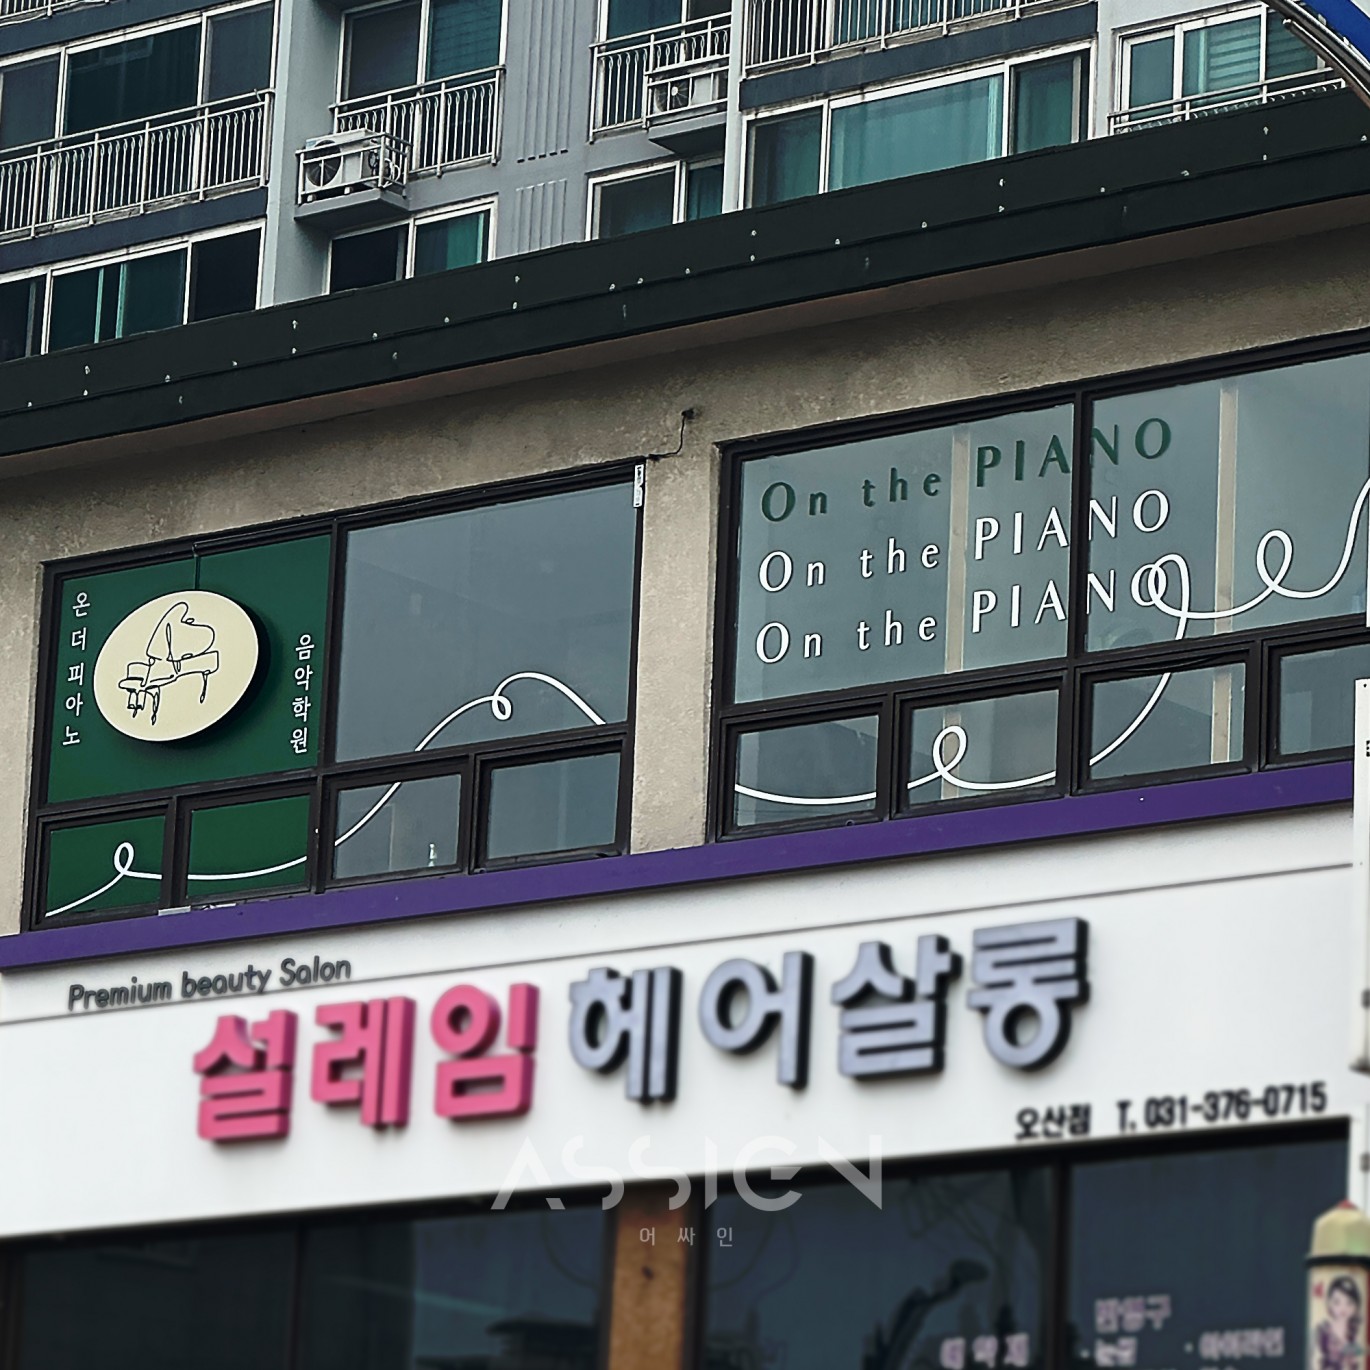 On the PIANO
On the PIANO
On the PIANO
온더피아노
음악학원
Premium beauty Salon
설레임 헤어살롱
오산점 T. 031-376-0715
ASSIGN
어싸인